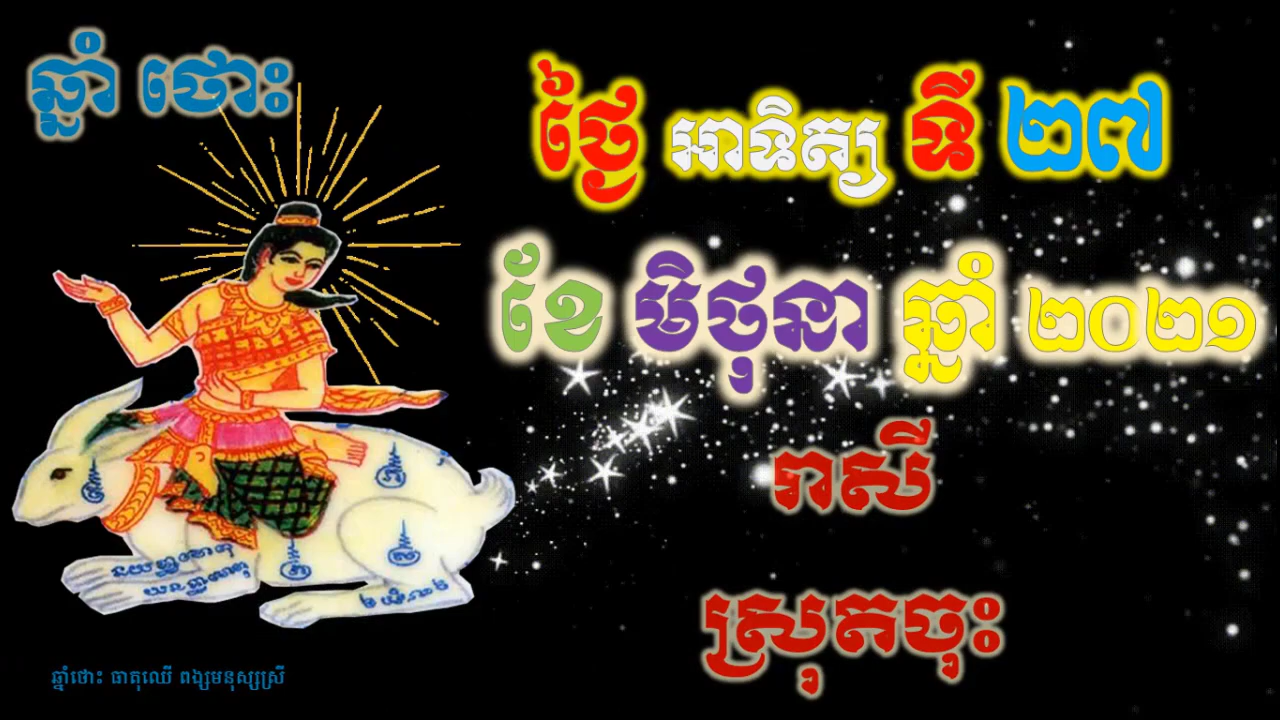 ឆ្នាំ ថោះ
ថ្ងៃ អាទិត្យ ទី ២៧
ខែ មិថុនា ឆ្នាំ ២០២១
រាសី
ស្រុតចុះ
ឆ្នាំថោះ ធាតុឈើ ពង្សមនុស្សស្រី